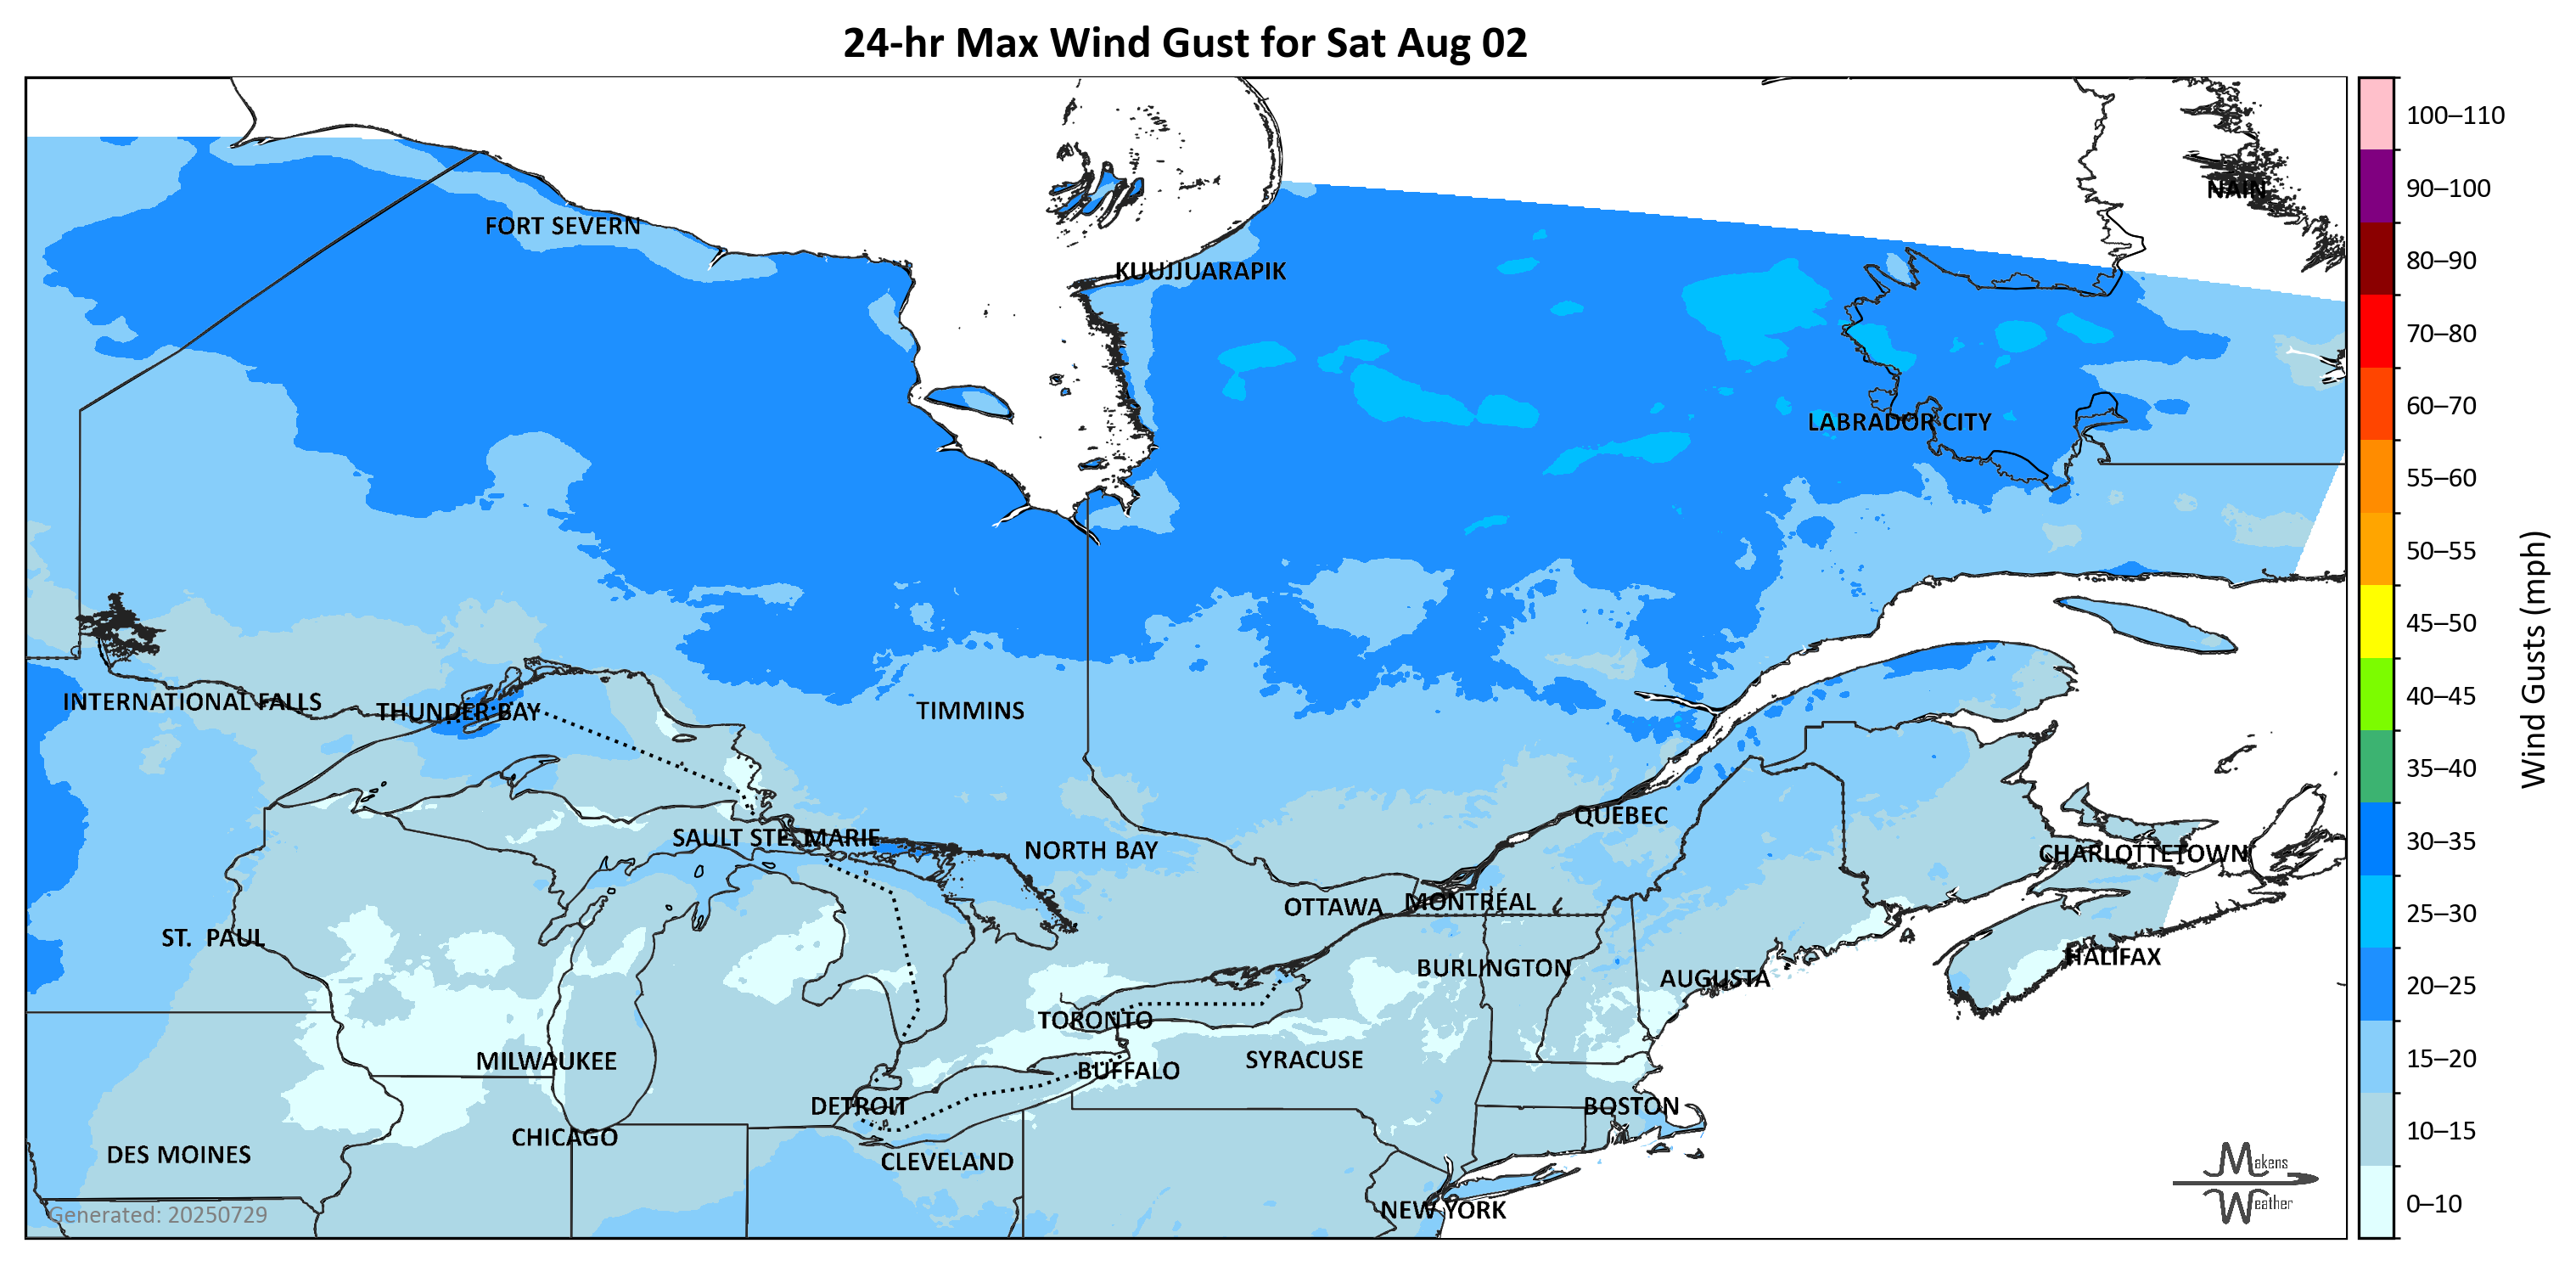 24-hr Max Wind Gust for Sat Aug 02
100–110
90–100
80–90
70–80
60–70
55–60
50–55
45–50
40–45
35–40
30–35
25–30
20–25
15–20
10–15
0–10
Wind Gusts (mph)
NAIN
FORT SEVERN
KUUJJUARAPIK
LABRADOR CITY
INTERNATIONAL FALLS
THUNDER BAY
TIMMINS
QUÉBEC
SAULT STE. MARIE
NORTH BAY
CHARLOTTETOWN
OTTAWA
MONTRÉAL
ST. PAUL
HALIFAX
BURLINGTON
AUGUSTA
TORONTO
MILWAUKEE
SYRACUSE
BUFFALO
DETROIT
BOSTON
CHICAGO
DES MOINES
CLEVELAND
NEW YORK
Generated: 20250729
Makens
Weather